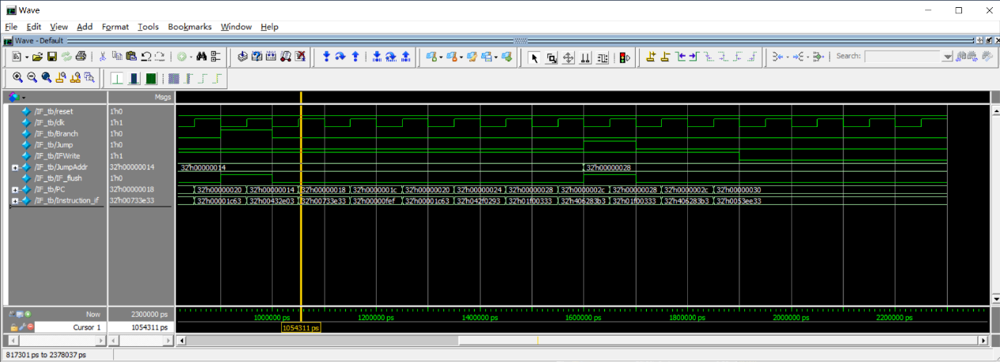 Wave
File Edit View Add Format Tools Bookmarks Window Help
Wave - Default
Search:
Msgs
/IF_tb/reset 1'h0
/IF_tb/clk 1'h1
/IF_tb/Branch 1'h0
/IF_tb/Jump 1'h0
/IF_tb/IFWrite 1'h1
/IF_tb/JumpAddr 32'h00000014 32'h00000014 32'h00000028
/IF_tb/IF_flush 1'h0
/IF_tb/PC 32'h00000018 32'h00000020 32'h00000014 32'h00000018 32'h0000001c 32'h00000020 32'h00000024 32'h00000028 32'h0000002c 32'h00000028 32'h0000002c 32'h00000030
/IF_tb/Instruction_if 32'h00733e33 32'h00001c63 32'h00432e03 32'h00733e33 32'h00000fef 32'h00001c63 32'h042f0293 32'h01f00333 32'h406283b3 32'h01f00333 32'h406283b3 32'h0053ee33
Now 2300000 ps 1000000 ps 1200000 ps 1400000 ps 1600000 ps 1800000 ps 2000000 ps 2200000 ps
Cursor 1 1054311 ps 1054311 ps
817301 ps to 2378037 ps